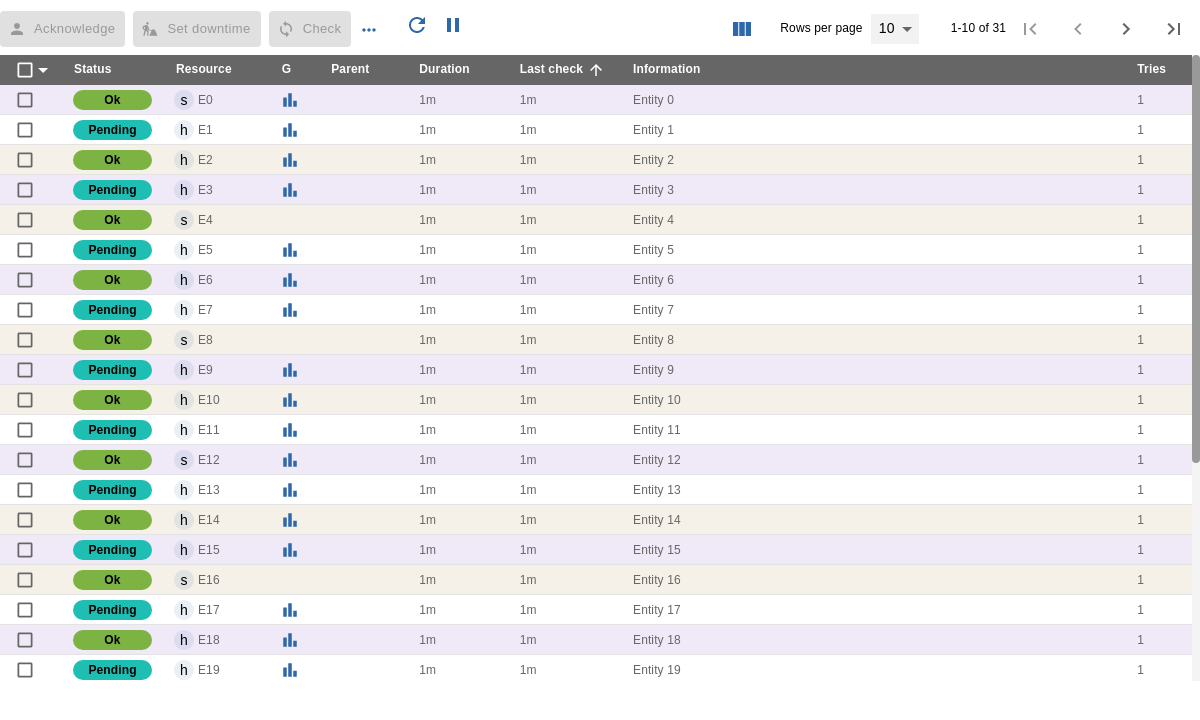 Acknowledge Set downtime Check Rows per page 10 1-10 of 31
Status Resource G Parent Duration Last check Information Tries
Ok s E0 1m 1m Entity 0 1
Pending h E1 1m 1m Entity 1 1
Ok h E2 1m 1m Entity 2 1
Pending h E3 1m 1m Entity 3 1
Ok s E4 1m 1m Entity 4 1
Pending h E5 1m 1m Entity 5 1
Ok h E6 1m 1m Entity 6 1
Pending h E7 1m 1m Entity 7 1
Ok s E8 1m 1m Entity 8 1
Pending h E9 1m 1m Entity 9 1
Ok h E10 1m 1m Entity 10 1
Pending h E11 1m 1m Entity 11 1
Ok s E12 1m 1m Entity 12 1
Pending h E13 1m 1m Entity 13 1
Ok h E14 1m 1m Entity 14 1
Pending h E15 1m 1m Entity 15 1
Ok s E16 1m 1m Entity 16 1
Pending h E17 1m 1m Entity 17 1
Ok h E18 1m 1m Entity 18 1
Pending h E19 1m 1m Entity 19 1